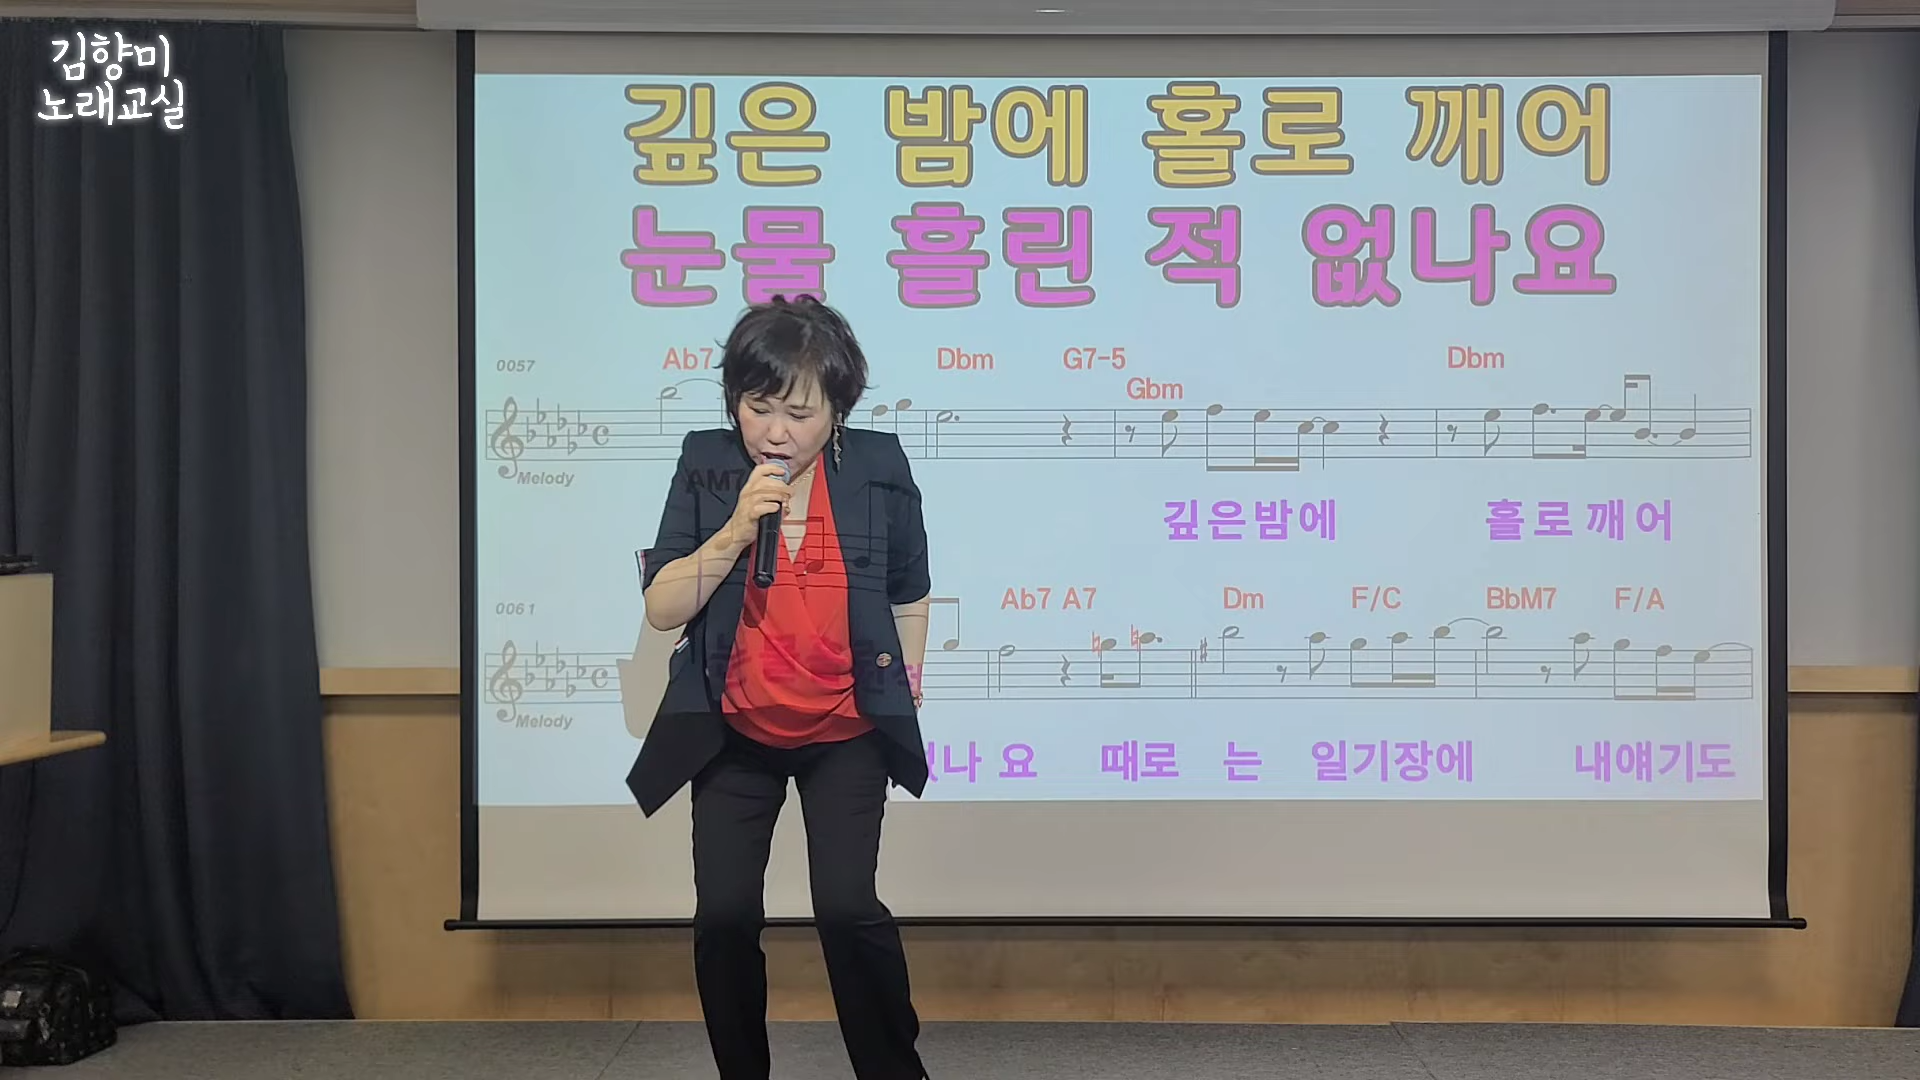 김향미
노래교실
깊은 밤에 홀로 깨어
눈물 흘린 적 없나요
0057 Ab7 Dbm G7-5 Gbm Dbm
Melody
AM7
깊은밤에 홀로깨어
0061 Ab7 A7 Dm F/C BbM7 F/A
Melody
나요 때로는 일기장에 내얘기도